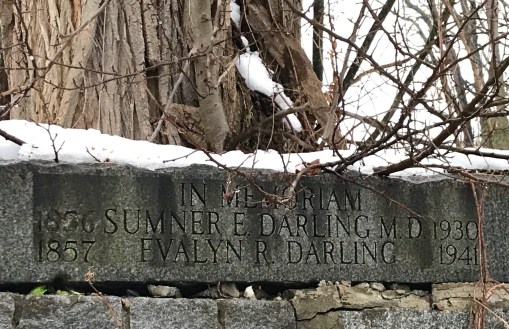 IN MEMORIAM
1856 SUMNER E. DARLING M.D. 1930
1857 EVALYN R. DARLING 1941